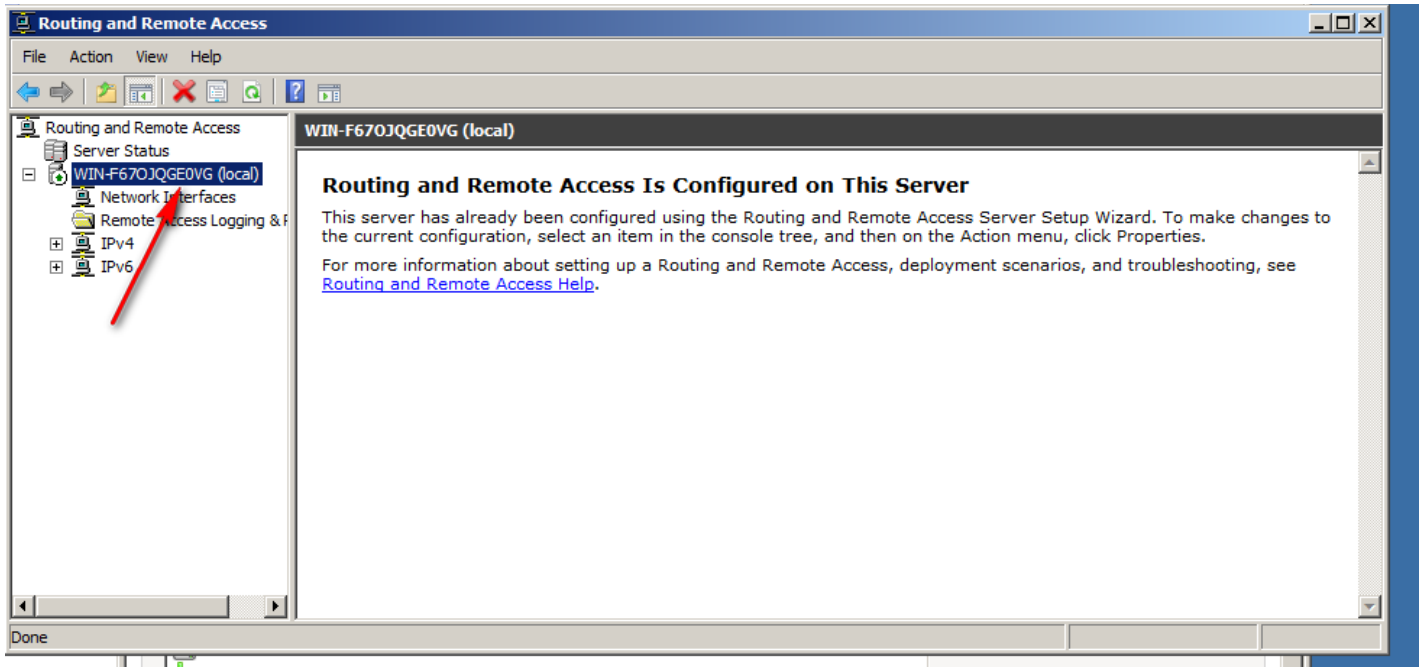 Routing and Remote Access
File Action View Help
Routing and Remote Access
Server Status
WIN-F67OJQGE0VG (local)
Network Interfaces
Remote Access Logging & P
IPv4
IPv6
WIN-F67OJQGE0VG (local)
Routing and Remote Access Is Configured on This Server
This server has already been configured using the Routing and Remote Access Server Setup Wizard. To make changes to
the current configuration, select an item in the console tree, and then on the Action menu, click Properties.
For more information about setting up a Routing and Remote Access, deployment scenarios, and troubleshooting, see
Routing and Remote Access Help.
Done